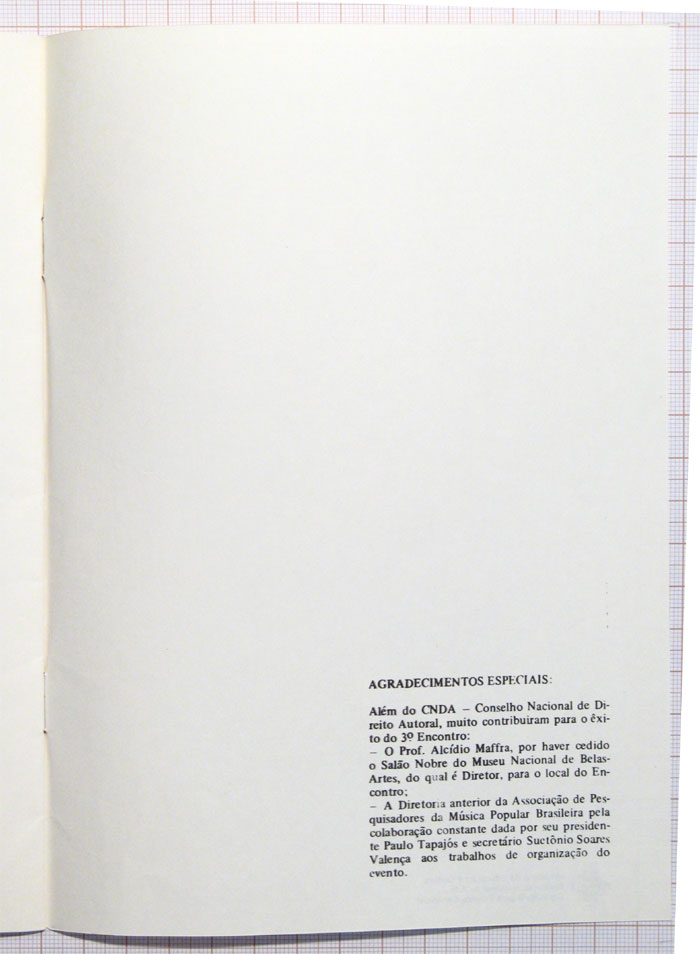 AGRADECIMENTOS ESPECIAIS:
Além do CNDA — Conselho Nacional de Di-
reito Autoral, muito contribuiram para o êxi-
to do 3º Encontro:
— O Prof. Alcídio Maffra, por haver cedido
o Salão Nobre do Museu Nacional de Belas-
Artes, do qual é Diretor, para o local do En-
contro;
— A Diretoria anterior da Associação de Pes-
quisadores da Música Popular Brasileira pela
colaboração constante dada por seu presiden-
te Paulo Tapajós e secretário Suetônio Soares
Valença aos trabalhos de organização do
evento.